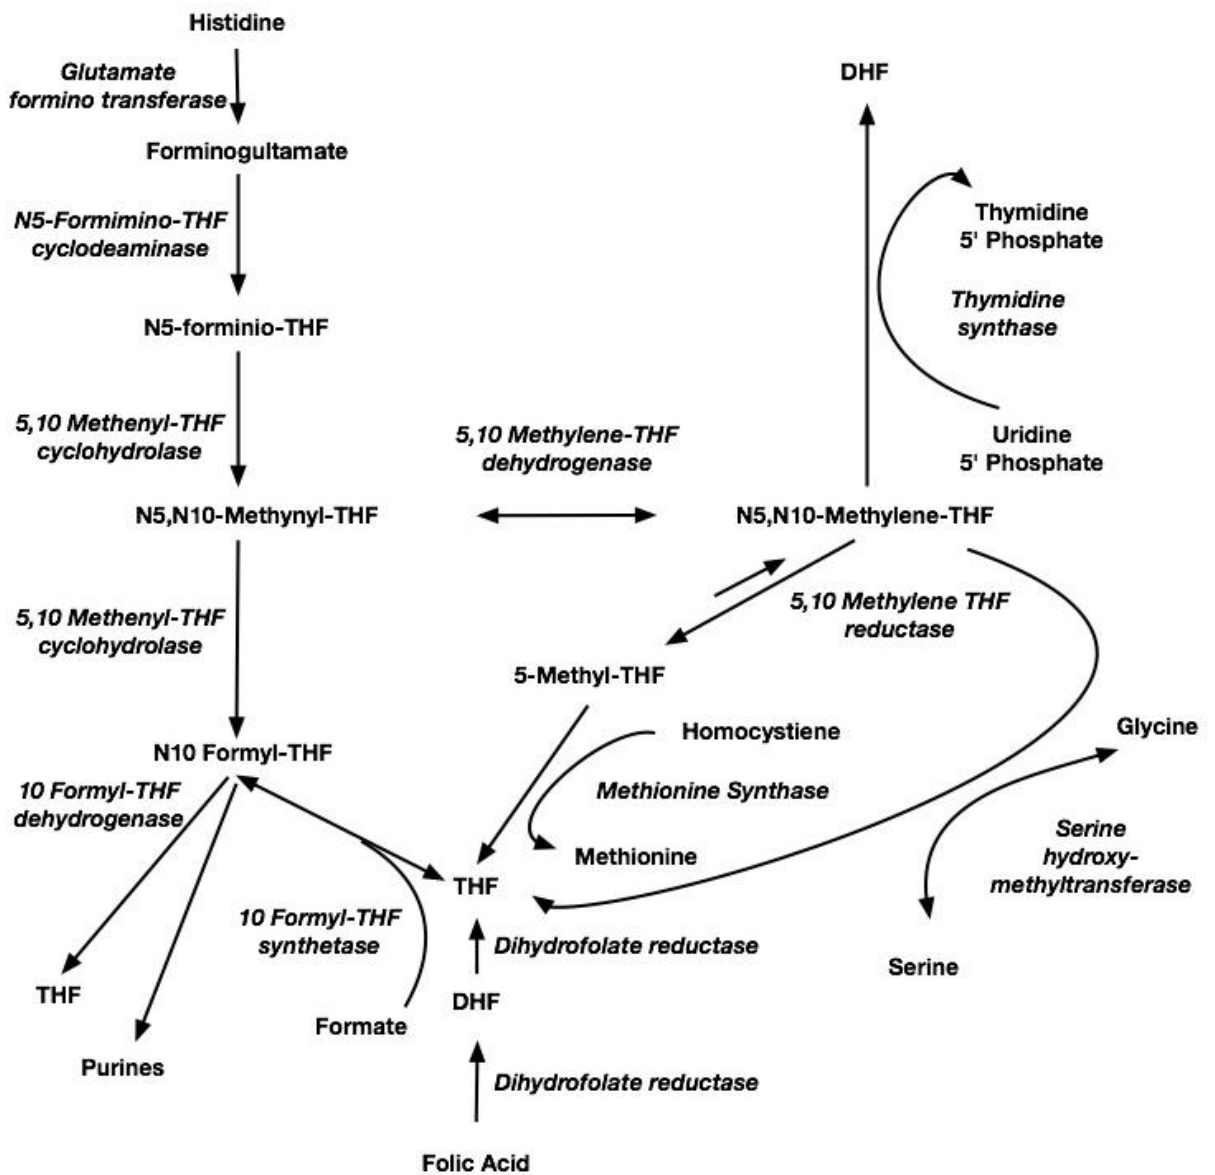 Histidine
Glutamate
formino transferase
Forminogultamate
N5-Formimino-THF
cyclodeaminase
N5-forminio-THF
5,10 Methenyl-THF
cyclohydrolase
N5,N10-Methynyl-THF
5,10 Methylene-THF
dehydrogenase
DHF
Thymidine
5' Phosphate
Thymidine
synthase
Uridine
5' Phosphate
N5,N10-Methylene-THF
5,10 Methylene THF
reductase
5-Methyl-THF
5,10 Methenyl-THF
cyclohydrolase
N10 Formyl-THF
10 Formyl-THF
dehydrogenase
Homocystiene
Methionine Synthase
Methionine
Glycine
Serine
hydroxy-
methyltransferase
Serine
THF
10 Formyl-THF
synthetase
Dihydrofolate reductase
THF
Purines
Formate
DHF
Dihydrofolate reductase
Folic Acid